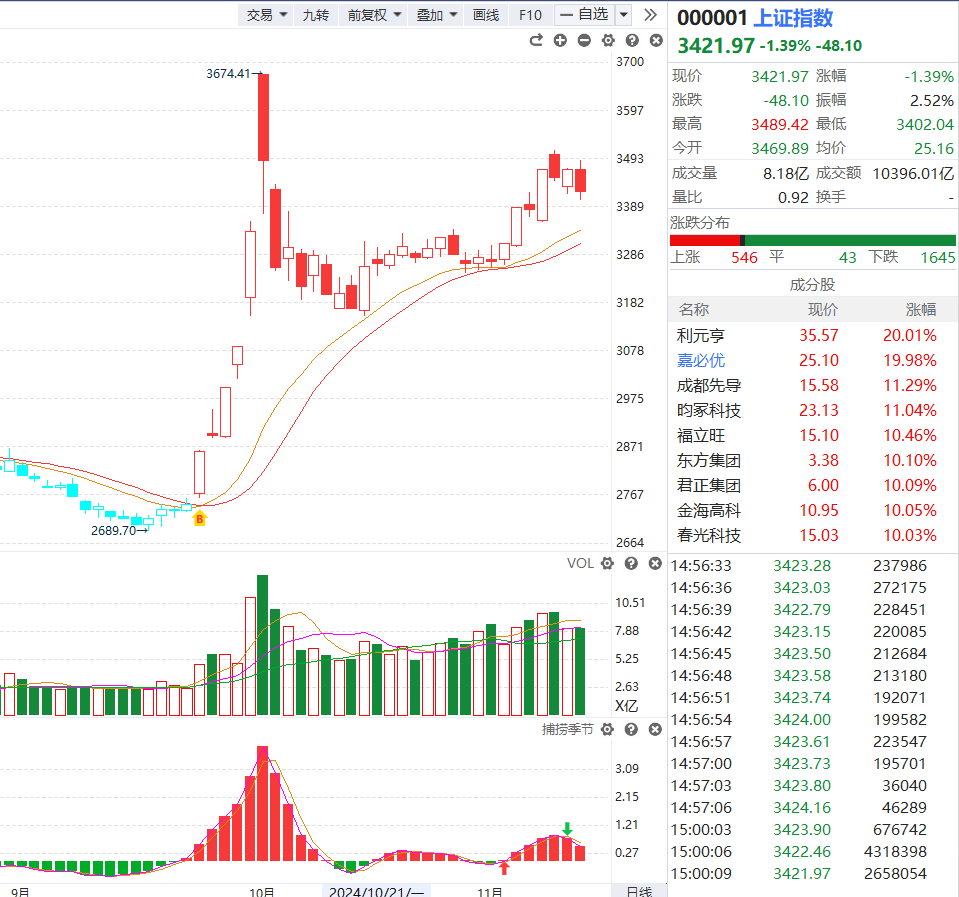 交易 九转 前复权 叠加 画线 F10 一 自选
000001 上证指数
3421.97 -1.39% -48.10
现价 3421.97 涨幅 -1.39%
涨跌 -48.10 振幅 2.52%
最高 3489.42 最低 3402.04
今开 3469.89 均价 25.16
成交量 8.18亿 成交额 10396.01亿
量比 0.92 换手 -
涨跌分布
上涨 546 平 43 下跌 1645
成分股
名称 现价 涨幅
利元亨 35.57 20.01%
嘉必优 25.10 19.98%
成都先导 15.58 11.29%
昀冢科技 23.13 11.04%
福立旺 15.10 10.46%
东方集团 3.38 10.10%
君正集团 6.00 10.09%
金海高科 10.95 10.05%
春光科技 15.03 10.03%
14:56:33 3423.28 237986
14:56:36 3423.03 272175
14:56:39 3422.79 228451
14:56:42 3423.15 220085
14:56:45 3423.50 212684
14:56:48 3423.58 213180
14:56:51 3423.74 192071
14:56:54 3424.00 199582
14:56:57 3423.61 223547
14:57:00 3423.73 195701
14:57:03 3423.80 36040
14:57:06 3424.16 46289
15:00:03 3423.90 676742
15:00:06 3422.46 4318398
15:00:09 3421.97 2658054
3674.41→
3700
3597
3493
3389
3286
3182
3078
2975
2871
2767
2664
2689.70→
B
VOL
10.51
7.88
5.25
2.63
X亿
捕捞季节
3.09
2.15
1.21
0.27
9月 10月 2024/10/21/一 11月 日线